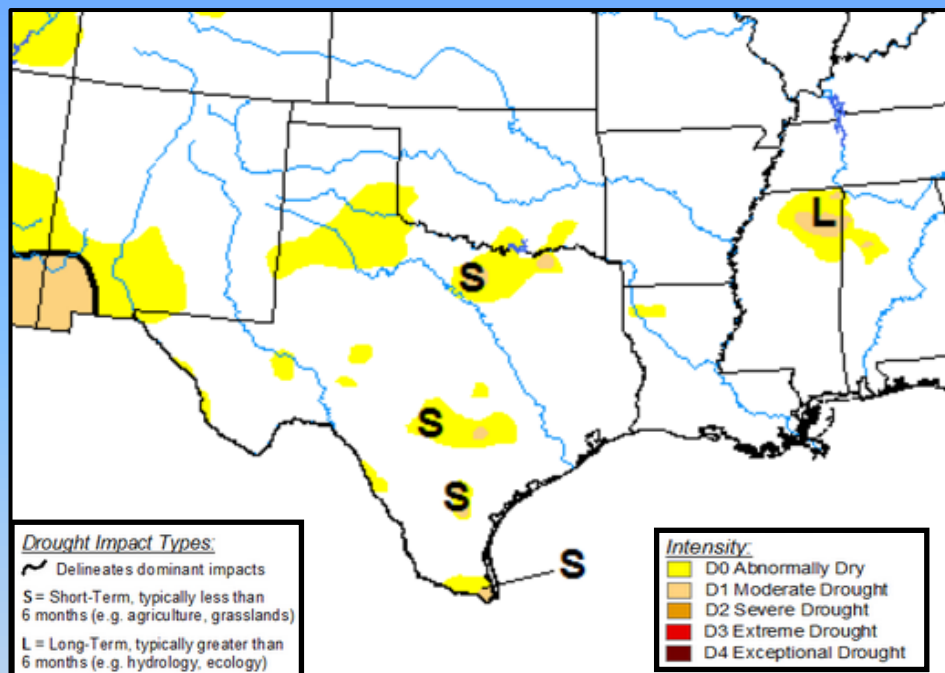 L
S
S
S
S
Drought Impact Types:
Delineates dominant impacts
S = Short-Term, typically less than
6 months (e.g. agriculture, grasslands)
L = Long-Term, typically greater than
6 months (e.g. hydrology, ecology)
Intensity:
D0 Abnormally Dry
D1 Moderate Drought
D2 Severe Drought
D3 Extreme Drought
D4 Exceptional Drought